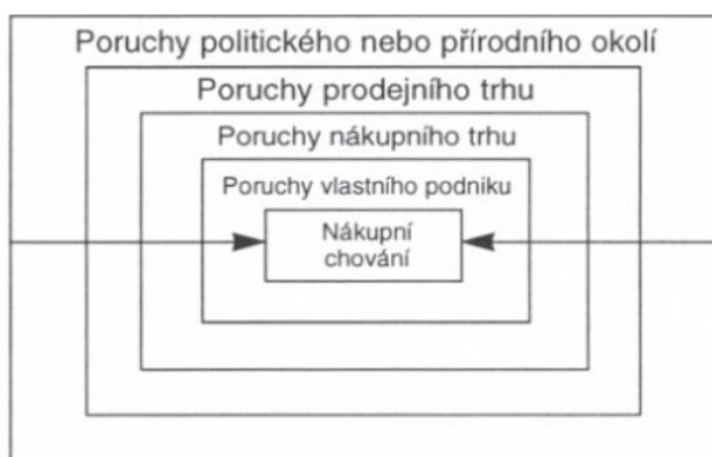 Poruchy politického nebo přírodního okolí
Poruchy prodejního trhu
Poruchy nákupního trhu
Poruchy vlastního podniku
Nákupní
chování